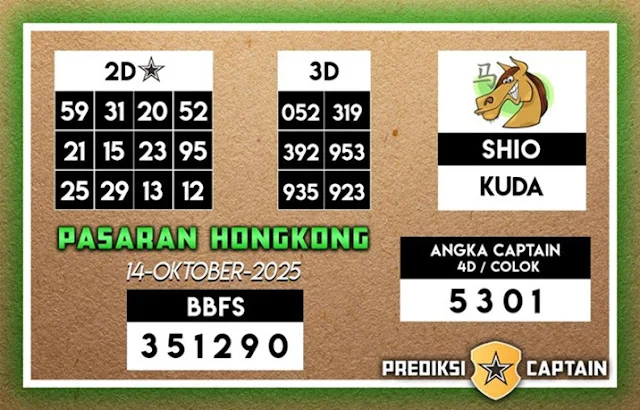 2D
59 31 20 52
21 15 23 95
25 29 13 12
3D
052 319
392 953
935 923
马
SHIO
KUDA
PASARAN HONGKONG
14-OKTOBER-2025
BBFS
351290
ANGKA CAPTAIN
4D / COLOK
5301
PREDIKSI CAPTAIN